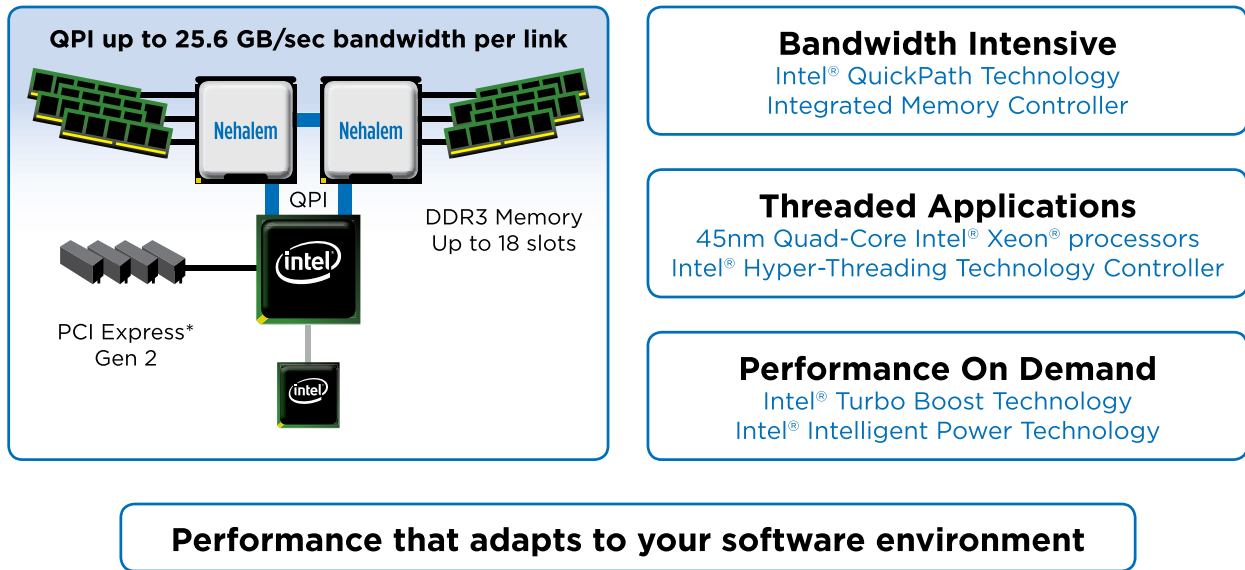 QPI up to 25.6 GB/sec bandwidth per link
Nehalem
Nehalem
QPI
DDR3 Memory
Up to 18 slots
intel
PCI Express*
Gen 2
intel
Bandwidth Intensive
Intel® QuickPath Technology
Integrated Memory Controller
Threaded Applications
45nm Quad-Core Intel® Xeon® processors
Intel® Hyper-Threading Technology Controller
Performance On Demand
Intel® Turbo Boost Technology
Intel® Intelligent Power Technology
Performance that adapts to your software environment